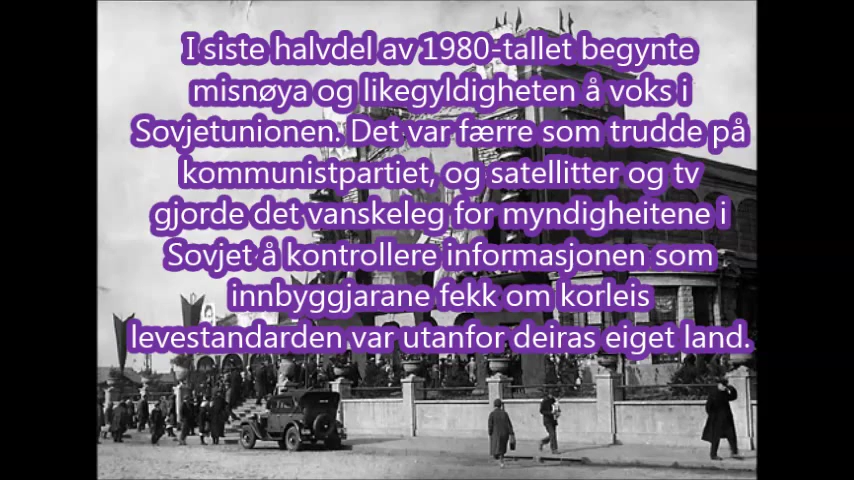 I siste halvdel av 1980-tallet begynte
misnøya og likegyldigheten å voks i
Sovjetunionen. Det var færre som trudde på
kommunistpartiet, og satellitter og tv
gjorde det vanskeleg for myndigheitene i
Sovjet å kontrollere informasjonen som
innbyggjarane fekk om korleis
levestandarden var utanfor deiras eiget land.